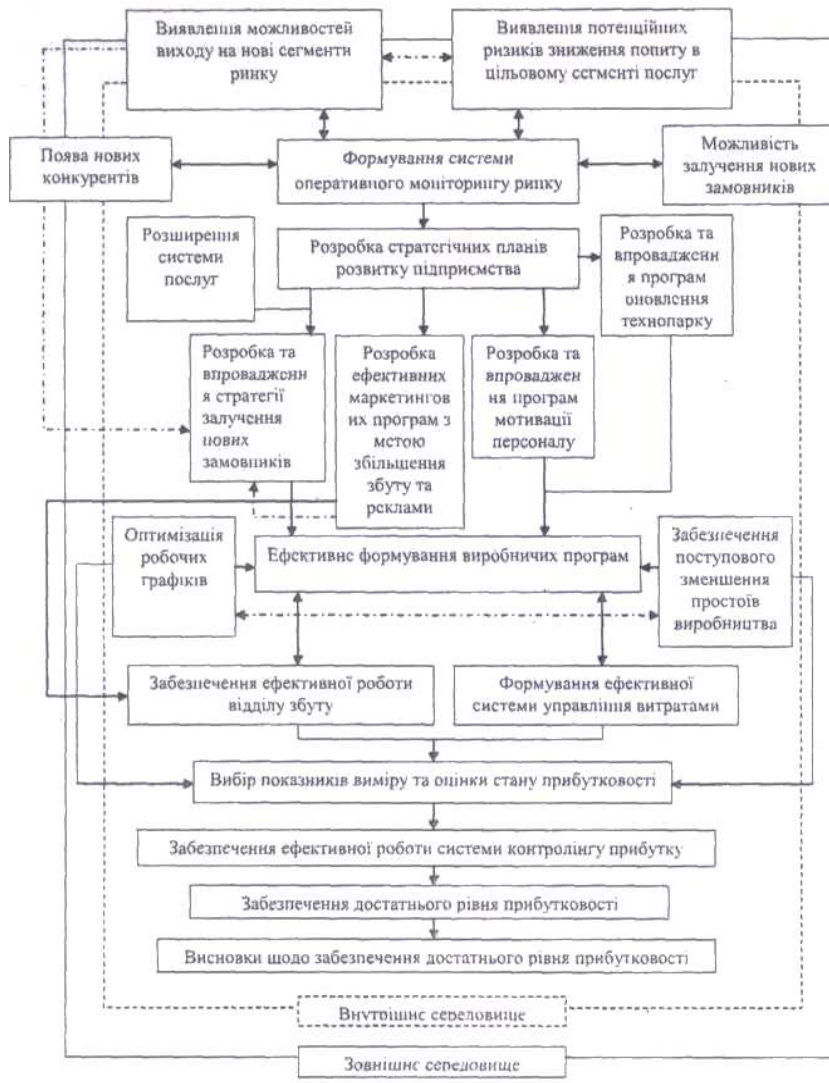 Виявлення можливостей
виходу на нові сегменти
ринку
Виявлення потенційних
ризиків зниження попиту в
цільовому сегменті послуг
Поява нових
конкурентів
Формування системи
оперативного моніторингу ринку
Можливість
залучення нових
замовників
Розширення
системи
послуг
Розробка стратегічних планів
розвитку підприємства
Розробка та
впроваджен
я програм
оновлення
технопарку
Розробка та
впроваджен
я стратегії
залучення
нових
замовників
Розробка
ефективних
маркетингов
их програм з
метою
збільшення
збуту та
реклами
Розробка та
впроваджен
ня програм
мотивації
персоналу
Оптимізація
робочих
графіків
Ефективне формування виробничих програм
Забезпечення
поступового
зменшення
простоїв
виробництва
Забезпечення ефективної роботи
відділу збуту
Формування ефективної
системи управління витратами
Вибір показників виміру та оцінки стану прибутковості
Забезпечення ефективної роботи системи контролінгу прибутку
Забезпечення достатнього рівня прибутковості
Висновки щодо забезпечення достатнього рівня прибутковості
Внутрішнє середовище
Зовнішнє середовище